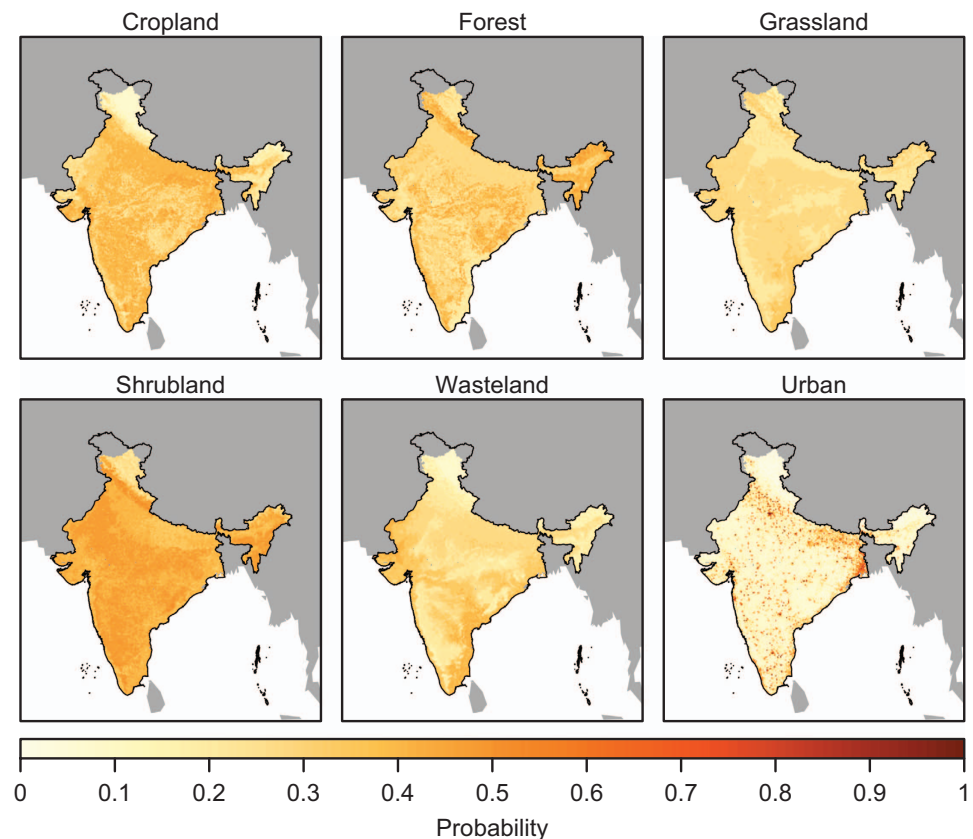 Cropland
Forest
Grassland
Shrubland
Wasteland
Urban
0 0.1 0.2 0.3 0.4 0.5 0.6 0.7 0.8 0.9 1
Probability